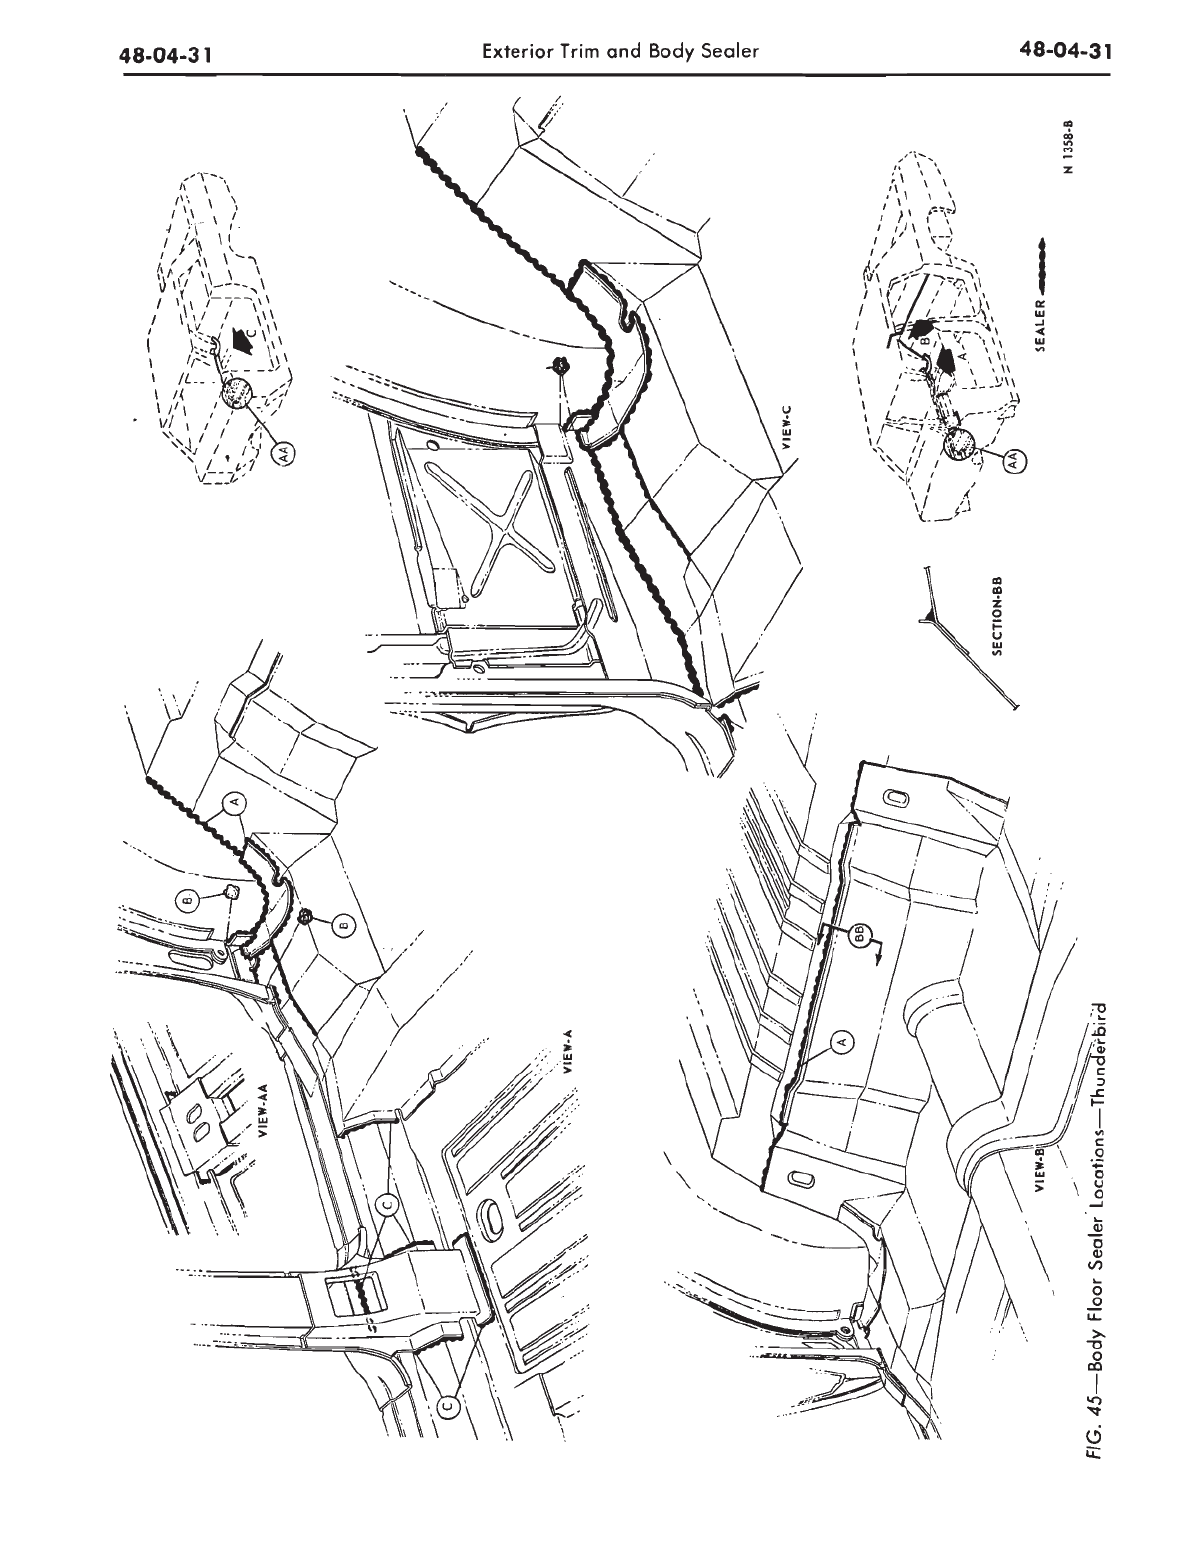 48-04-31
Exterior Trim and Body Sealer
48-04-31
N 1358-B
SEALER
C
AA
B
A
AA
VIEW-C
SECTION-BB
A
B
B
VIEW-AA
VIEW-A
C
C
BB
A
VIEW-B
FIG. 45—Body Floor Sealer Locations—Thunderbird